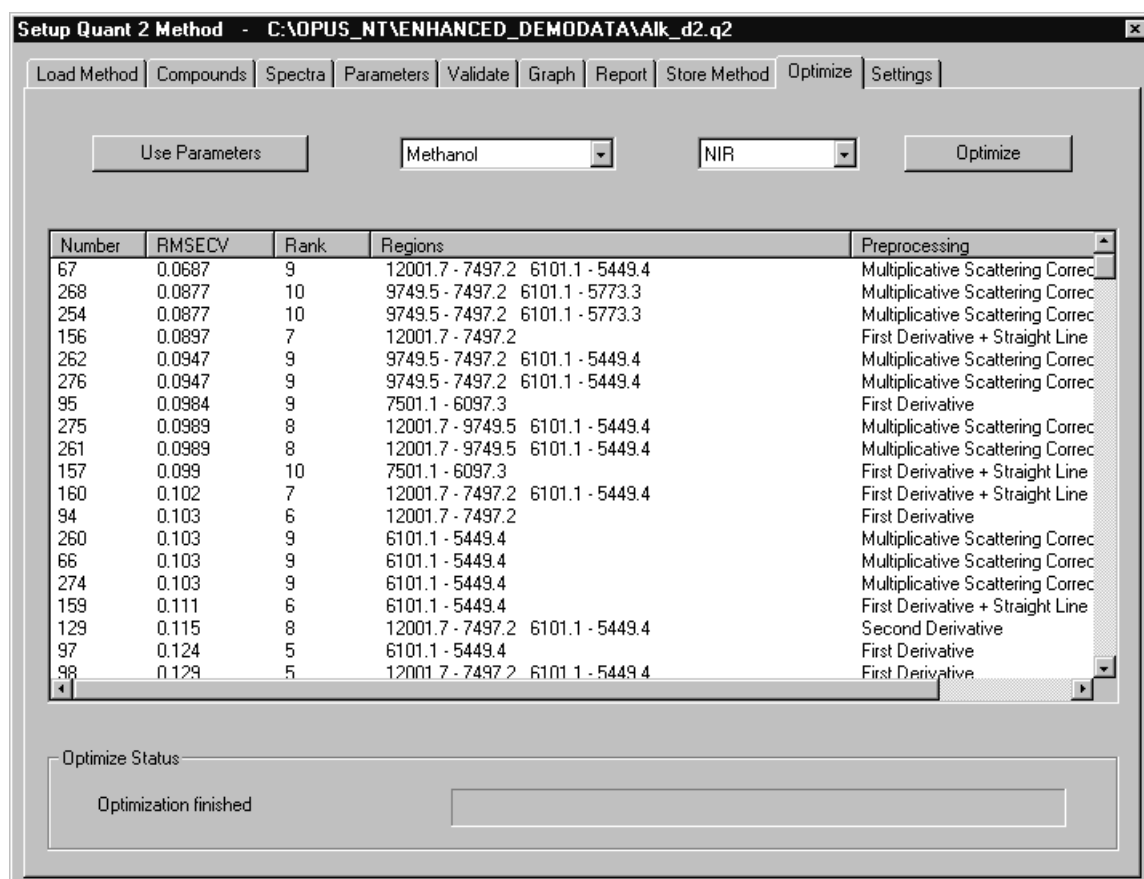 Setup Quant 2 Method - C:\OPUS_NT\ENHANCED_DEMODATA\Alk_d2.q2
Load Method Compounds Spectra Parameters Validate Graph Report Store Method Optimize Settings
Use Parameters Methanol NIR Optimize
Number RMSECV Rank Regions Preprocessing
67 0.0687 9 12001.7 - 7497.2 6101.1 - 5449.4 Multiplicative Scattering Correc
268 0.0877 10 9749.5 - 7497.2 6101.1 - 5773.3 Multiplicative Scattering Correc
254 0.0877 10 9749.5 - 7497.2 6101.1 - 5773.3 Multiplicative Scattering Correc
156 0.0897 7 12001.7 - 7497.2 First Derivative + Straight Line
262 0.0947 9 9749.5 - 7497.2 6101.1 - 5449.4 Multiplicative Scattering Correc
276 0.0947 9 9749.5 - 7497.2 6101.1 - 5449.4 Multiplicative Scattering Correc
95 0.0984 9 7501.1 - 6097.3 First Derivative
275 0.0989 8 12001.7 - 9749.5 6101.1 - 5449.4 Multiplicative Scattering Correc
261 0.0989 8 12001.7 - 9749.5 6101.1 - 5449.4 Multiplicative Scattering Correc
157 0.099 10 7501.1 - 6097.3 First Derivative + Straight Line
160 0.102 7 12001.7 - 7497.2 6101.1 - 5449.4 First Derivative + Straight Line
94 0.103 6 12001.7 - 7497.2 First Derivative
260 0.103 9 6101.1 - 5449.4 Multiplicative Scattering Correc
66 0.103 9 6101.1 - 5449.4 Multiplicative Scattering Correc
274 0.103 9 6101.1 - 5449.4 Multiplicative Scattering Correc
159 0.111 6 6101.1 - 5449.4 First Derivative + Straight Line
129 0.115 8 12001.7 - 7497.2 6101.1 - 5449.4 Second Derivative
97 0.124 5 6101.1 - 5449.4 First Derivative
98 0.129 5 12001.7 - 7497.2 6101.1 - 5449.4 First Derivative
Optimize Status
Optimization finished